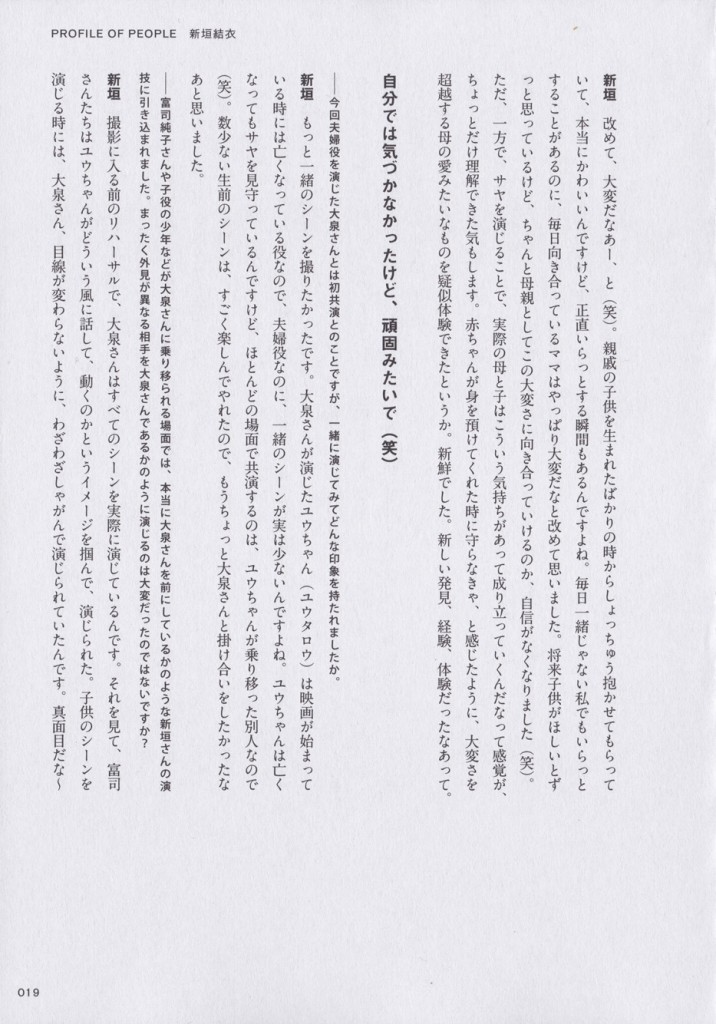 PROFILE OF PEOPLE 新垣結衣
新垣 改めて、大変だなあー、と（笑）。親戚の子供を生まれたばかりの時からしょっちゅう抱かせてもらって
いて、本当にかわいいんですけど、正直いらっとする瞬間もあるんですよね。毎日一緒じゃない私でもいらっと
することがあるのに、毎日向き合っているママはやっぱり大変だなと改めて思いました。将来子供がほしいとず
っと思っているけど、ちゃんと母親としてこの大変さに向き合っていけるのか、自信がなくなりました（笑）。
ただ、一方で、サヤを演じることで、実際の母と子はこういう気持ちがあって成り立っていくんだなって感覚が、
ちょっとだけ理解できた気もします。赤ちゃんが身を預けてくれた時に守らなきゃ、と感じたように、大変さを
超越する母の愛みたいなものを疑似体験できたというか。新鮮でした。新しい発見、経験、体験だったなあって。
自分では気づかなかったけど、頑固みたいで（笑）
――今回夫婦役を演じた大泉さんとは初共演とのことですが、一緒に演じてみてどんな印象を持たれましたか。
新垣 もっと一緒のシーンを撮りたかったです。大泉さんが演じたユウちゃん（ユウタロウ）は映画が始まって
いる時には亡くなっている役なので、夫婦役なのに、一緒のシーンが実は少ないんですよね。ユウちゃんは亡く
なってもサヤを見守っているんですけど、ほとんどの場面で共演するのは、ユウちゃんが乗り移った別人なので
（笑）。数少ない生前のシーンは、すごく楽しんでやれたので、もうちょっと大泉さんと掛け合いをしたかったな
あと思いました。
――富司純子さんや子役の少年などが大泉さんに乗り移られる場面では、本当に大泉さんを前にしているかのような新垣さんの演
技に引き込まれました。まったく外見が異なる相手を大泉さんであるかのように演じるのは大変だったのではないですか？
新垣 撮影に入る前のリハーサルで、大泉さんはすべてのシーンを実際に演じているんです。それを見て、富司
さんたちはユウちゃんがどういう風に話して、動くのかというイメージを掴んで、演じられた。子供のシーンを
演じる時には、大泉さん、目線が変わらないように、わざわざしゃがんで演じられていたんです。真面目だな～
019